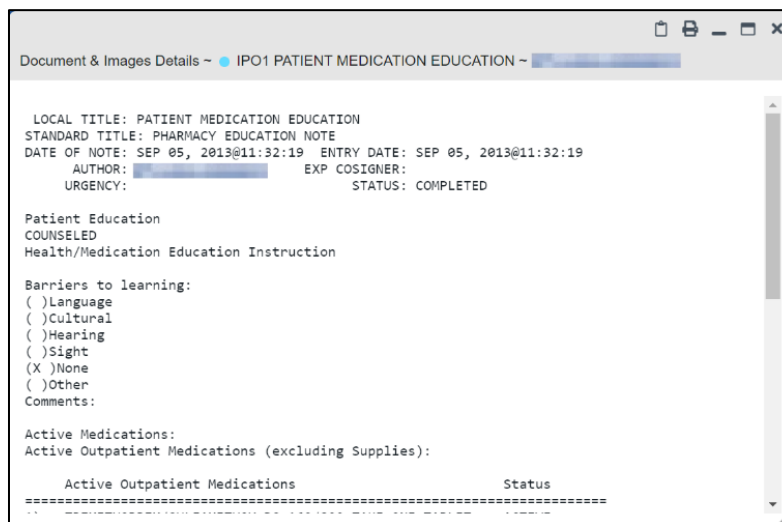 Document & Images Details ~ IPO1 PATIENT MEDICATION EDUCATION ~
LOCAL TITLE: PATIENT MEDICATION EDUCATION
STANDARD TITLE: PHARMACY EDUCATION NOTE
DATE OF NOTE: SEP 05, 2013@11:32:19 ENTRY DATE: SEP 05, 2013@11:32:19
AUTHOR: EXP COSIGNER:
URGENCY: STATUS: COMPLETED
Patient Education
COUNSELED
Health/Medication Education Instruction
Barriers to learning:
( )Language
( )Cultural
( )Hearing
( )Sight
(X )None
( )Other
Comments:
Active Medications:
Active Outpatient Medications (excluding Supplies):
Active Outpatient Medications Status
=========================================================================